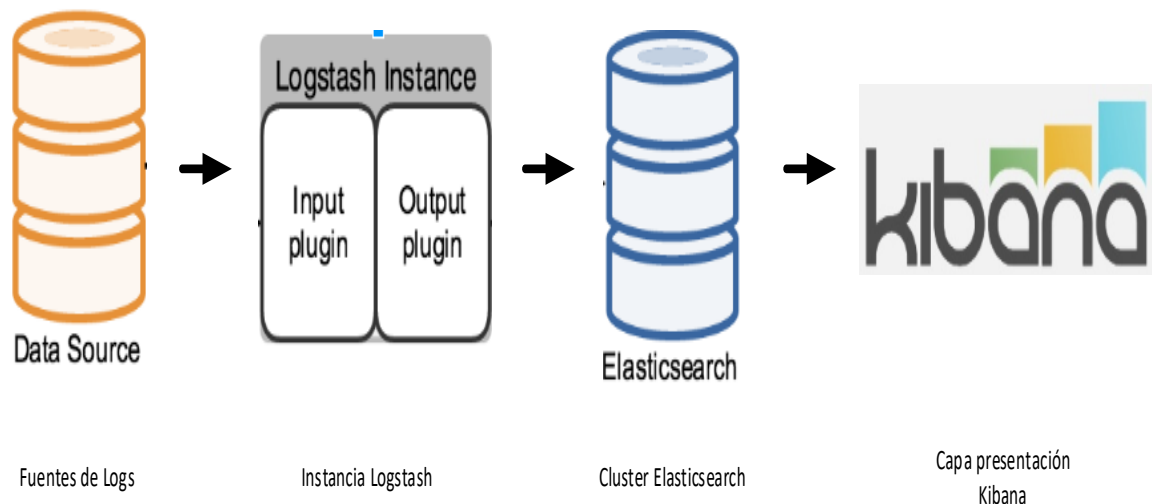 Logstash Instance
Input
plugin
Output
plugin
kibana
Data Source
Elasticsearch
Fuentes de Logs
Instancia Logstash
Cluster Elasticsearch
Capa presentación
Kibana